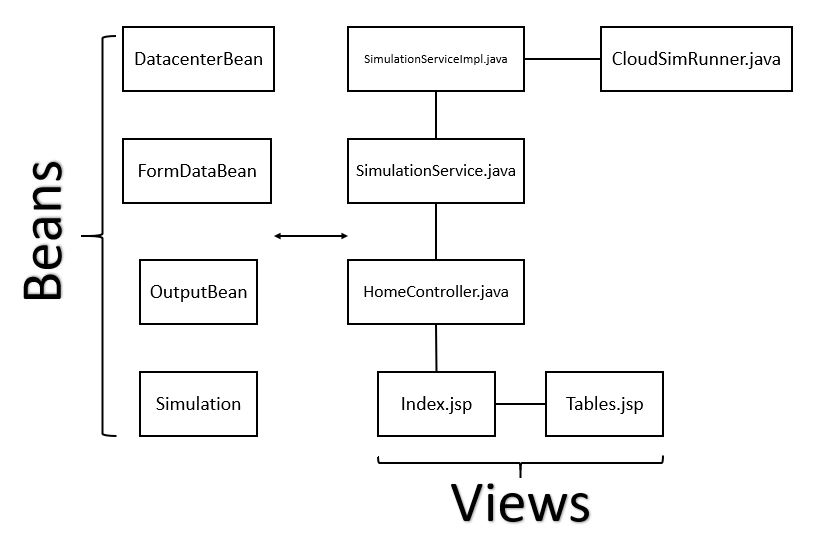 DatacenterBean
SimulationServiceImpl.java
CloudSimRunner.java
FormDataBean
SimulationService.java
Beans
OutputBean
HomeController.java
Simulation
Index.jsp
Tables.jsp
Views